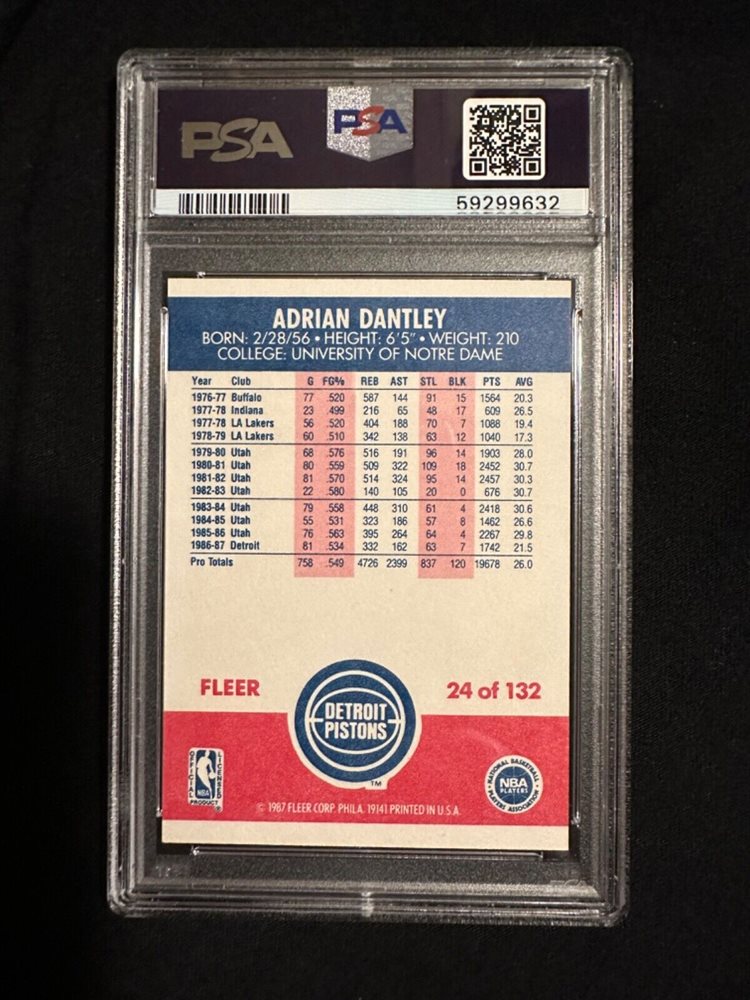 PSA
PSA
59299632
ADRIAN DANTLEY
BORN: 2/28/56 • HEIGHT: 6'5" • WEIGHT: 210
COLLEGE: UNIVERSITY OF NOTRE DAME
Year Club G FG% REB AST STL BLK PTS AVG
1976-77 Buffalo 77 .520 587 144 91 15 1564 20.3
1977-78 Indiana 23 .499 216 65 48 17 609 26.5
1977-78 LA Lakers 56 .520 404 188 70 7 1088 19.4
1978-79 LA Lakers 60 .510 342 138 63 12 1040 17.3
1979-80 Utah 68 .576 516 191 96 14 1903 28.0
1980-81 Utah 80 .559 509 322 109 18 2452 30.7
1981-82 Utah 81 .570 514 324 95 14 2457 30.3
1982-83 Utah 22 .580 140 105 20 0 676 30.7
1983-84 Utah 79 .558 448 310 61 4 2418 30.6
1984-85 Utah 55 .531 323 186 57 8 1462 26.6
1985-86 Utah 76 .563 395 264 64 4 2267 29.8
1986-87 Detroit 81 .534 332 162 63 7 1742 21.5
Pro Totals 758 .549 4726 2399 837 120 19678 26.0
FLEER
24 of 132
DETROIT
PISTONS
TM
OFFICIAL LICENSED PRODUCT
NBA
®
NATIONAL BASKETBALL PLAYERS ASSOCIATION
NBA
PLAYERS
© 1987 FLEER CORP. PHILA. 19141 PRINTED IN U.S.A.